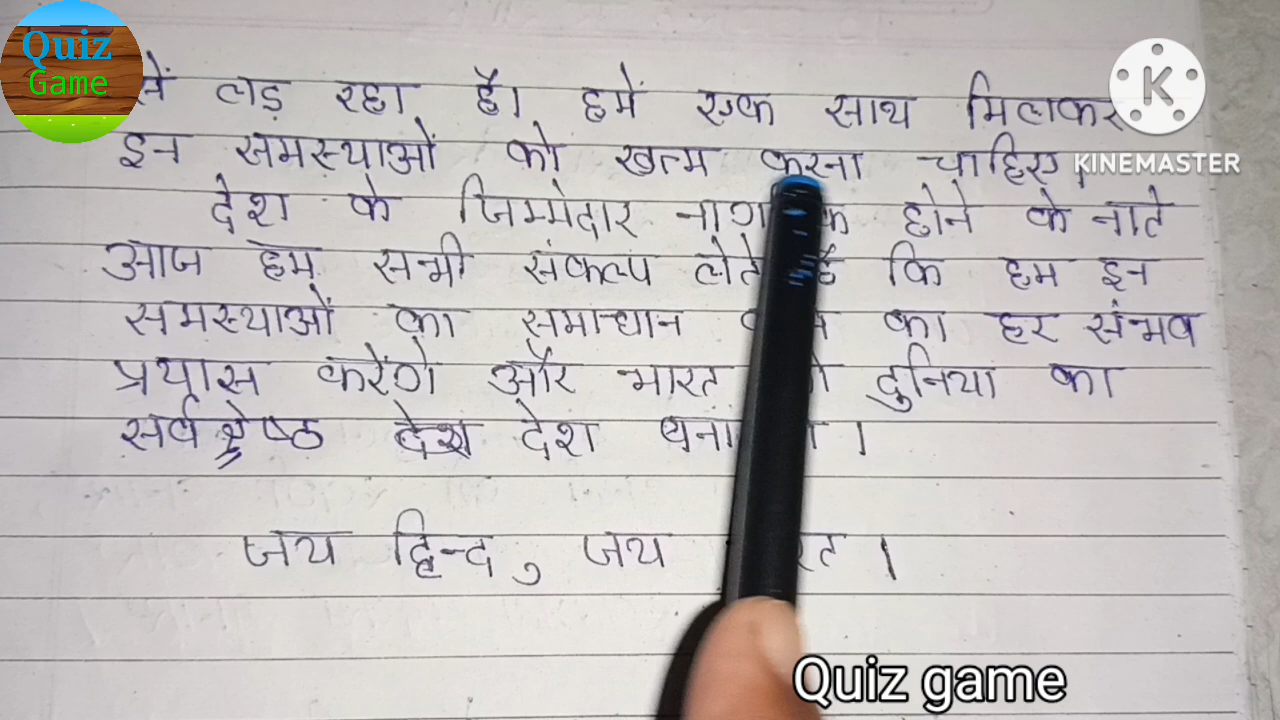 Quiz
Game
से लड़ रहा है। हमें एक साथ मिलकर
इन समस्याओं को खत्म करना चाहिए।
KINEMASTER
देश के जिम्मेदार होने के नाते
आज हम सभी संकल्प लेते है कि हम इन
समस्याओं का समाधान का हर संभव
प्रयास करेंगे और भारत दुनिया का
सर्वश्रेष्ठ देश
जय हिन्द, जय
Quiz game